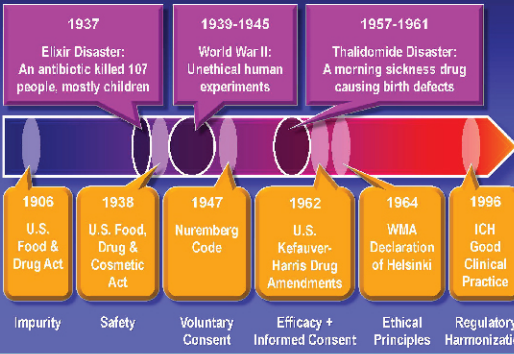 1937
Elixir Disaster:
An antibiotic killed 107
people, mostly children
1939-1945
World War II:
Unethical human
experiments
1957-1961
Thalidomide Disaster:
A morning sickness drug
causing birth defects
1906
U.S.
Food &
Drug Act
1938
U.S. Food,
Drug &
Cosmetic
Act
1947
Nuremberg
Code
1962
U.S.
Kefauver-
Harris Drug
Amendments
1964
WMA
Declaration
of Helsinki
1996
ICH
Good
Clinical
Practice
Impurity
Safety
Voluntary
Consent
Efficacy +
Informed Consent
Ethical
Principles
Regulatory
Harmonizati